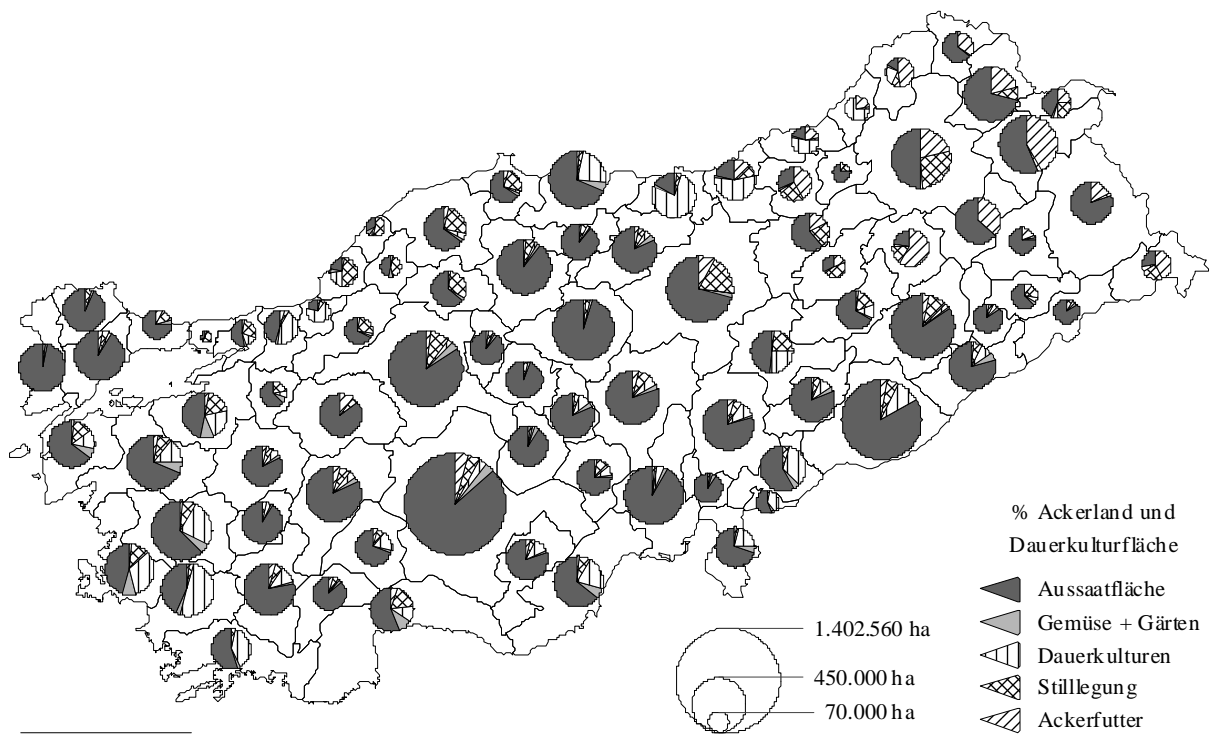 % Ackerland und
Dauerkulturfläche
Aussaatfläche
Gemüse + Gärten
Dauerkulturen
Stilllegung
Ackerfutter
1.402.560 ha
450.000 ha
70.000 ha